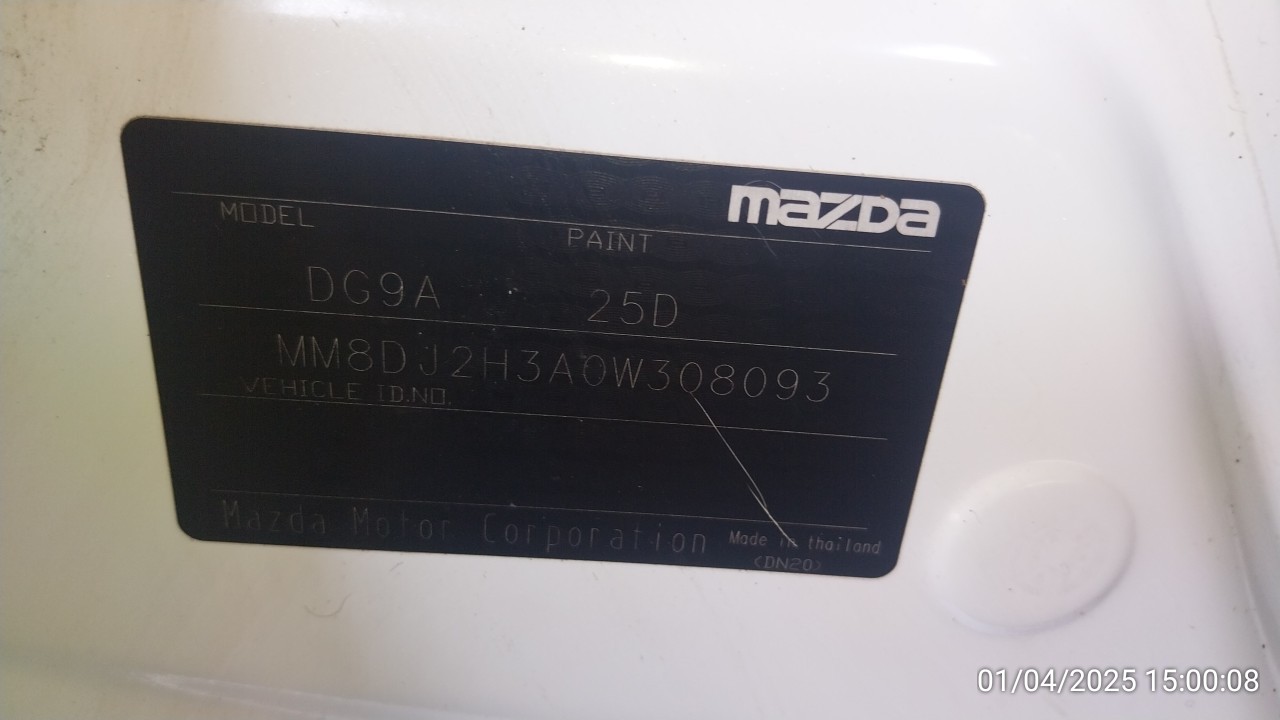 mazda
MODEL PAINT
DG9A 25D
MM8DJ2H3A0W308093
VEHICLE ID.NO.
Mazda Motor Corporation Made in thailand
<DN20>
01/04/2025 15:00:08